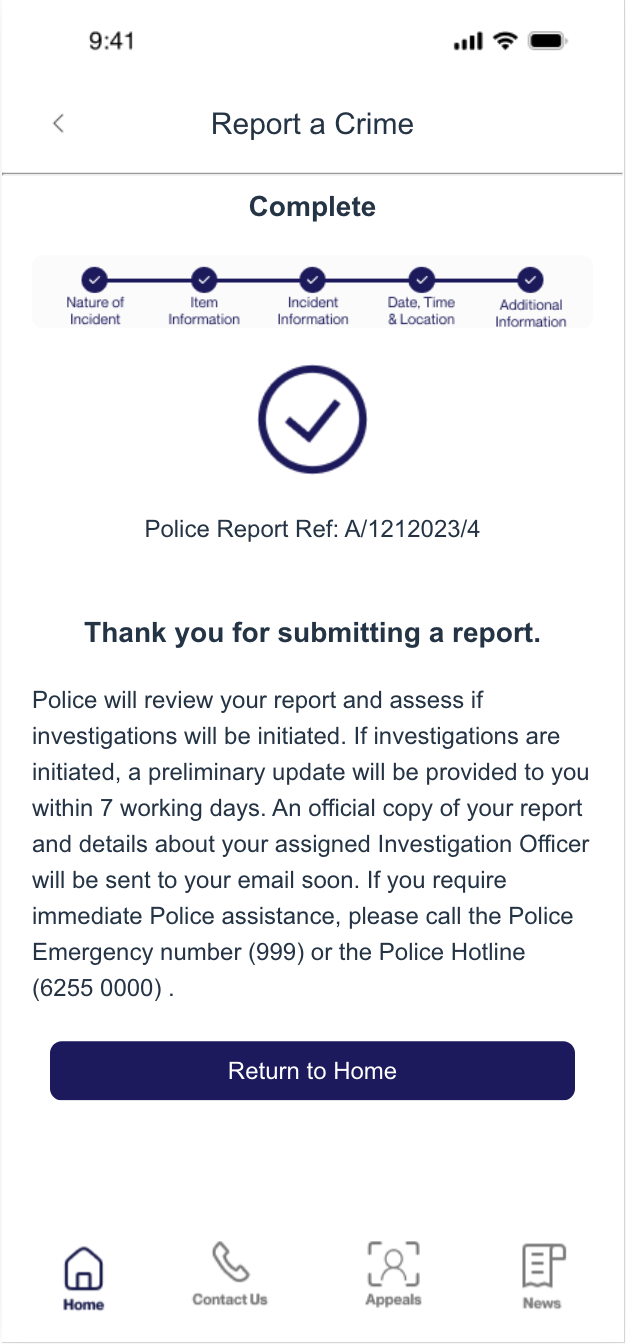 9:41
Report a Crime
Complete
Nature of
Incident
Item
Information
Incident
Information
Date, Time
& Location
Additional
Information
Police Report Ref: A/1212023/4
Thank you for submitting a report.
Police will review your report and assess if
investigations will be initiated. If investigations are
initiated, a preliminary update will be provided to you
within 7 working days. An official copy of your report
and details about your assigned Investigation Officer
will be sent to your email soon. If you require
immediate Police assistance, please call the Police
Emergency number (999) or the Police Hotline
(6255 0000) .
Return to Home
Home
Contact Us
Appeals
News